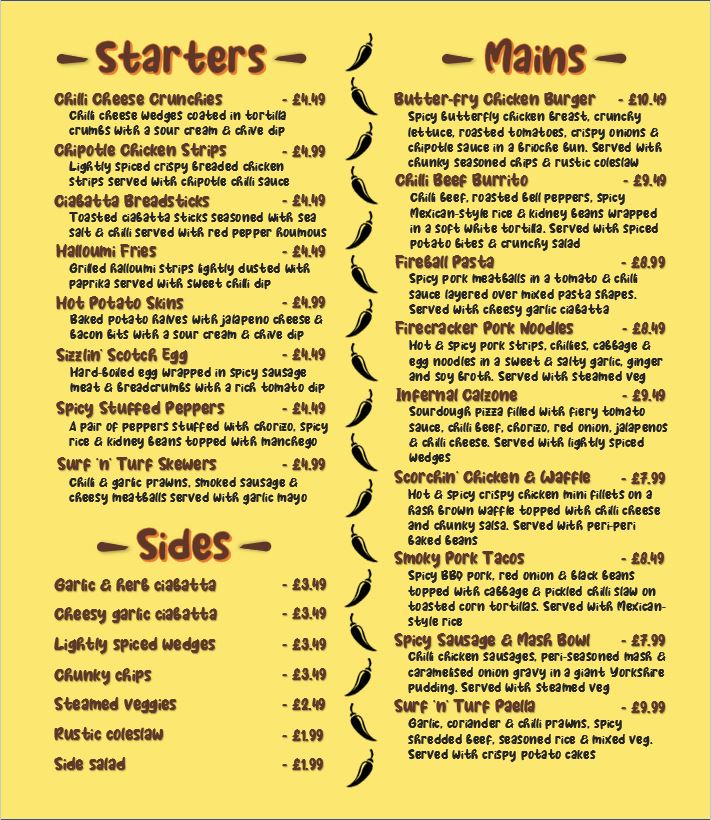 Starters
Chilli Cheese Crunchies - £4.49
Chilli cheese wedges coated in tortilla
crumbs with a sour cream & chive dip
Chipotle Chicken Strips - £4.99
Lightly spiced crispy breaded chicken
strips served with chipotle chilli sauce
Ciabatta Breadsticks - £4.49
Toasted ciabatta sticks seasoned with sea
salt & chilli served with red pepper houmous
Halloumi Fries - £4.49
Grilled halloumi strips lightly dusted with
paprika served with sweet chilli dip
Hot Potato Skins - £4.99
Baked potato halves with jalapeno cheese &
bacon bits with a sour cream & chive dip
Sizzlin' Scotch Egg - £4.49
Hard-boiled egg wrapped in spicy sausage
meat & breadcrumbs with a rich tomato dip
Spicy Stuffed Peppers - £4.49
A pair of peppers stuffed with chorizo, spicy
rice & kidney beans topped with manchego
Surf 'n' Turf Skewers - £4.99
Chilli & garlic prawns, smoked sausage &
cheesy meatballs served with garlic mayo
Sides
Garlic & herb ciabatta - £3.49
Cheesy garlic ciabatta - £3.49
Lightly spiced wedges - £3.49
Chunky chips - £3.49
Steamed veggies - £2.49
Rustic coleslaw - £1.99
Side salad - £1.99
Mains
Butter-fry Chicken Burger - £10.49
Spicy butterfly chicken breast, crunchy
lettuce, roasted tomatoes, crispy onions &
chipotle sauce in a brioche bun. Served with
chunky seasoned chips & rustic coleslaw
Chilli Beef Burrito - £9.49
Chilli beef, roasted bell peppers, spicy
Mexican-style rice & kidney beans wrapped
in a soft white tortilla. Served with spiced
potato bites & crunchy salad
Fireball Pasta - £8.99
Spicy pork meatballs in a tomato & chilli
sauce layered over mixed pasta shapes.
Served with cheesy garlic ciabatta
Firecracker Pork Noodles - £8.49
Hot & spicy pork strips, chillies, cabbage &
egg noodles in a sweet & salty garlic, ginger
and soy broth. Served with steamed veg
Infernal Calzone - £9.49
Sourdough pizza filled with fiery tomato
sauce, chilli beef, chorizo, red onion, jalapenos
& chilli cheese. Served with lightly spiced
wedges
Scorchin' Chicken & Waffle - £7.99
Hot & spicy crispy chicken mini fillets on a
hash brown waffle topped with chilli cheese
and chunky salsa. Served with peri-peri
baked beans
Smoky Pork Tacos - £8.49
Spicy BBQ pork, red onion & black beans
topped with cabbage & pickled chilli slaw on
toasted corn tortillas. Served with Mexican-
style rice
Spicy Sausage & Mash Bowl - £7.99
Chilli chicken sausages, peri-seasoned mash &
caramelised onion gravy in a giant Yorkshire
pudding. Served with steamed veg
Surf 'n' Turf Paella - £9.99
Garlic, coriander & chilli prawns, spicy
shredded beef, seasoned rice & mixed veg.
Served with crispy potato cakes